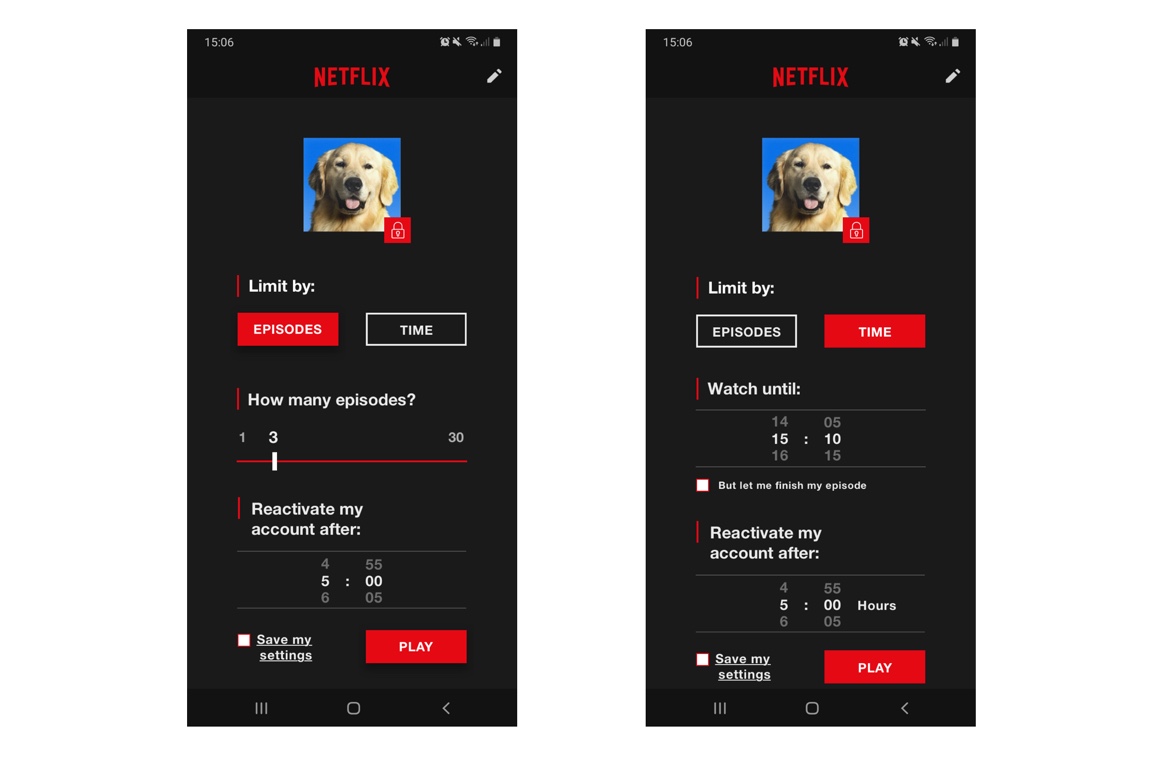 15:06
NETFLIX
Limit by:
EPISODES TIME
How many episodes?
1 3 30
Reactivate my
account after:
4 55
5 : 00
6 05
Save my
settings
PLAY
15:06
NETFLIX
Limit by:
EPISODES TIME
Watch until:
14 05
15 : 10
16 15
But let me finish my episode
Reactivate my
account after:
4 55
5 : 00 Hours
6 05
Save my
settings
PLAY